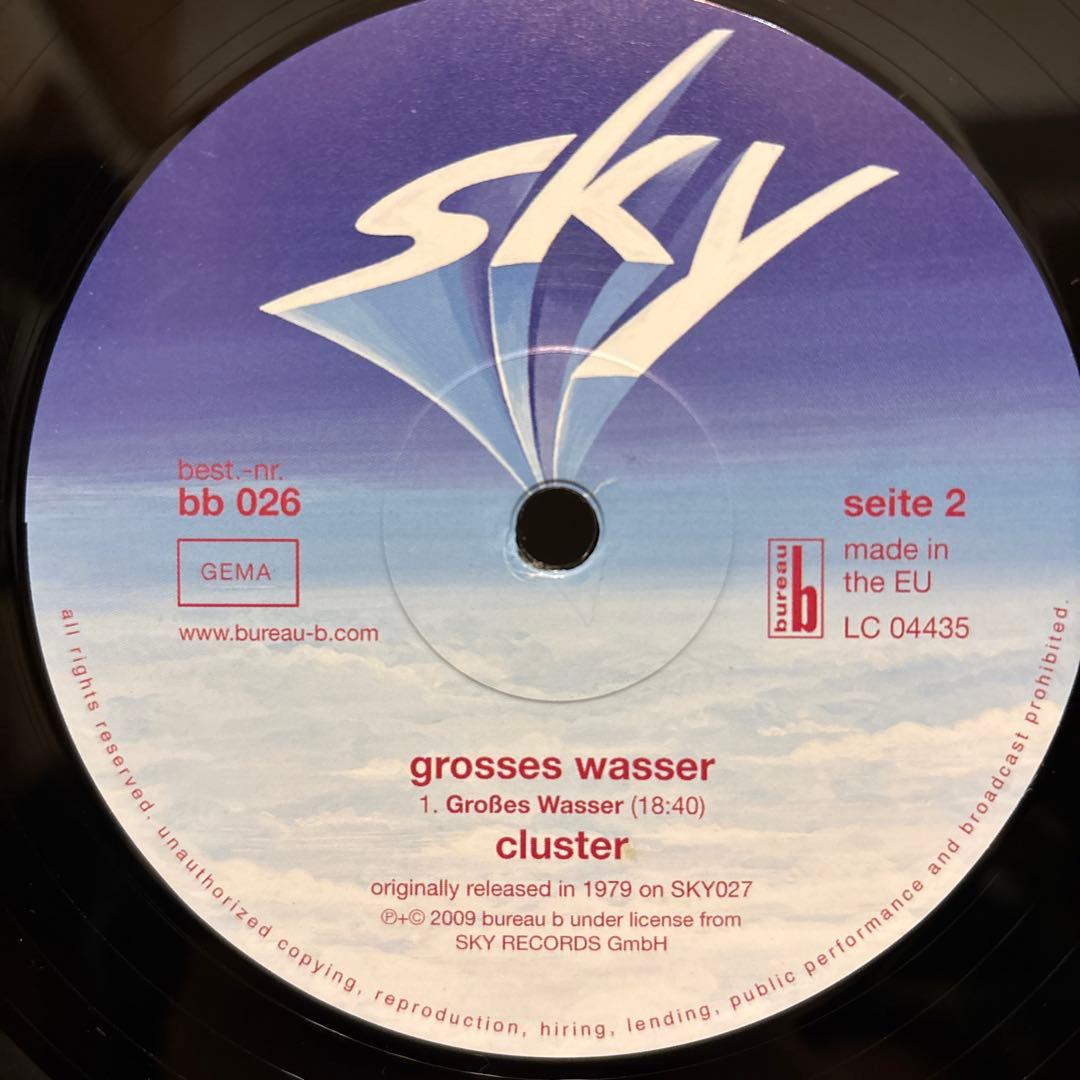 sky
best.-nr.
bb 026
GEMA
www.bureau-b.com
seite 2
bureau b
made in
the EU
LC 04435
grosses wasser
1. Großes Wasser (18:40)
cluster
originally released in 1979 on SKY027
℗+© 2009 bureau b under license from
SKY RECORDS GmbH
all rights reserved. unauthorized copying, reproduction, hiring, lending, public performance and broadcast prohibited.